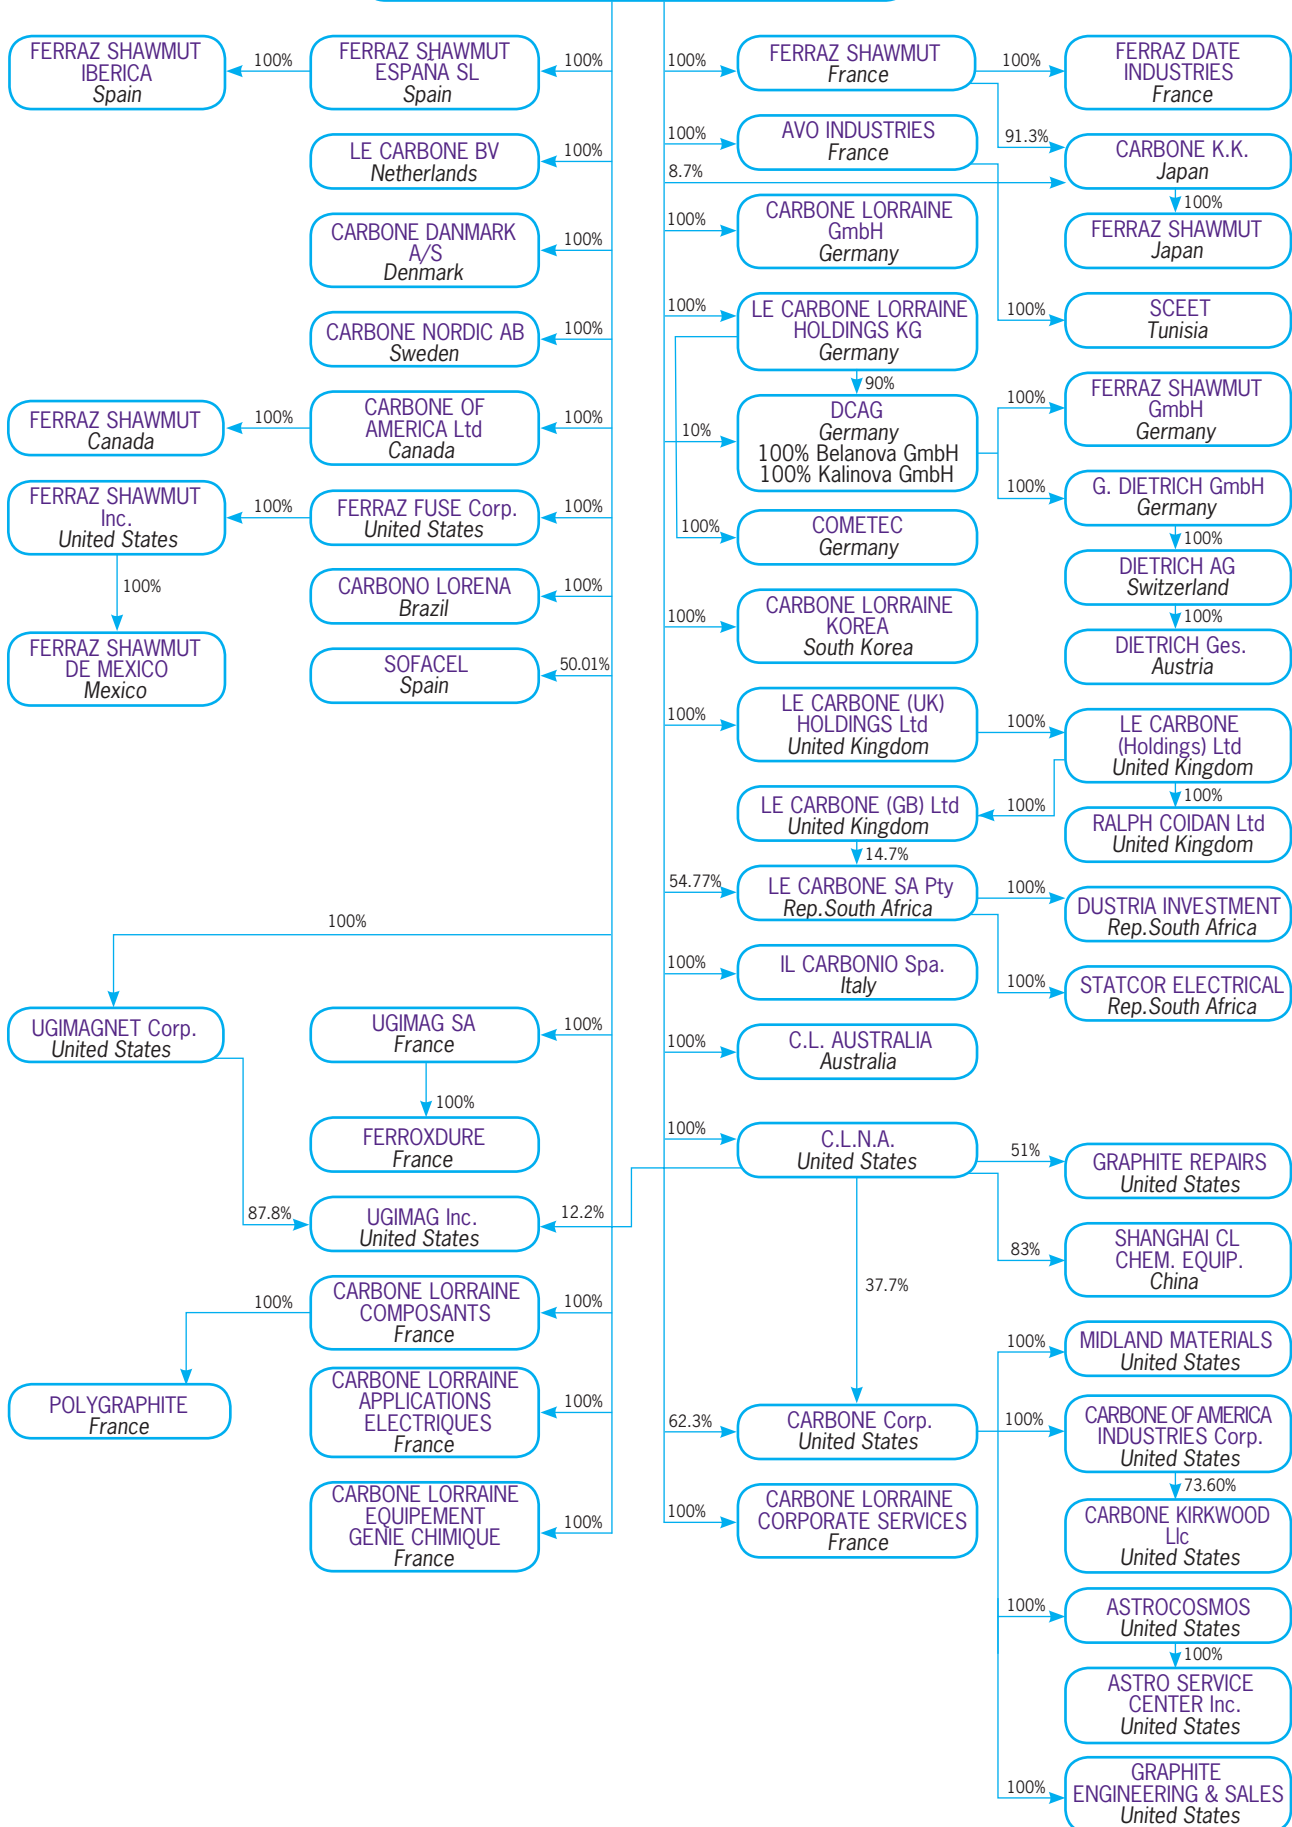 FERRAZ SHAWMUT
IBERICA
Spain
100%
FERRAZ SHAWMUT
ESPAÑA SL
Spain
100%
LE CARBONE BV
Netherlands
100%
CARBONE DANMARK
A/S
Denmark
100%
CARBONE NORDIC AB
Sweden
100%
FERRAZ SHAWMUT
Canada
100%
CARBONE OF
AMERICA Ltd
Canada
100%
FERRAZ SHAWMUT
Inc.
United States
100%
FERRAZ FUSE Corp.
United States
100%
100%
FERRAZ SHAWMUT
DE MEXICO
Mexico
CARBONO LORENA
Brazil
100%
SOFACEL
Spain
50.01%
100%
UGIMAGNET Corp.
United States
UGIMAG SA
France
100%
100%
FERROXDURE
France
87.8%
UGIMAG Inc.
United States
12.2%
100%
CARBONE LORRAINE
COMPOSANTS
France
100%
POLYGRAPHITE
France
CARBONE LORRAINE
APPLICATIONS
ELECTRIQUES
France
100%
CARBONE LORRAINE
EQUIPEMENT
GENIE CHIMIQUE
France
100%
100%
FERRAZ SHAWMUT
France
100%
FERRAZ DATE
INDUSTRIES
France
100%
AVO INDUSTRIES
France
91.3%
CARBONE K.K.
Japan
8.7%
100%
FERRAZ SHAWMUT
Japan
100%
CARBONE LORRAINE
GmbH
Germany
100%
LE CARBONE LORRAINE
HOLDINGS KG
Germany
100%
SCEET
Tunisia
90%
10%
DCAG
Germany
100% Belanova GmbH
100% Kalinova GmbH
100%
FERRAZ SHAWMUT
GmbH
Germany
100%
G. DIETRICH GmbH
Germany
100%
COMETEC
Germany
100%
DIETRICH AG
Switzerland
100%
DIETRICH Ges.
Austria
100%
CARBONE LORRAINE
KOREA
South Korea
100%
LE CARBONE (UK)
HOLDINGS Ltd
United Kingdom
100%
LE CARBONE
(Holdings) Ltd
United Kingdom
LE CARBONE (GB) Ltd
United Kingdom
100%
100%
RALPH COIDAN Ltd
United Kingdom
14.7%
54.77%
LE CARBONE SA Pty
Rep.South Africa
100%
DUSTRIA INVESTMENT
Rep.South Africa
100%
IL CARBONIO Spa.
Italy
100%
STATCOR ELECTRICAL
Rep.South Africa
100%
C.L. AUSTRALIA
Australia
100%
C.L.N.A.
United States
51%
GRAPHITE REPAIRS
United States
83%
SHANGHAI CL
CHEM. EQUIP.
China
37.7%
100%
MIDLAND MATERIALS
United States
62.3%
CARBONE Corp.
United States
100%
CARBONE OF AMERICA
INDUSTRIES Corp.
United States
73.60%
CARBONE KIRKWOOD
Llc
United States
100%
CARBONE LORRAINE
CORPORATE SERVICES
France
100%
ASTROCOSMOS
United States
100%
ASTRO SERVICE
CENTER Inc.
United States
100%
GRAPHITE
ENGINEERING & SALES
United States